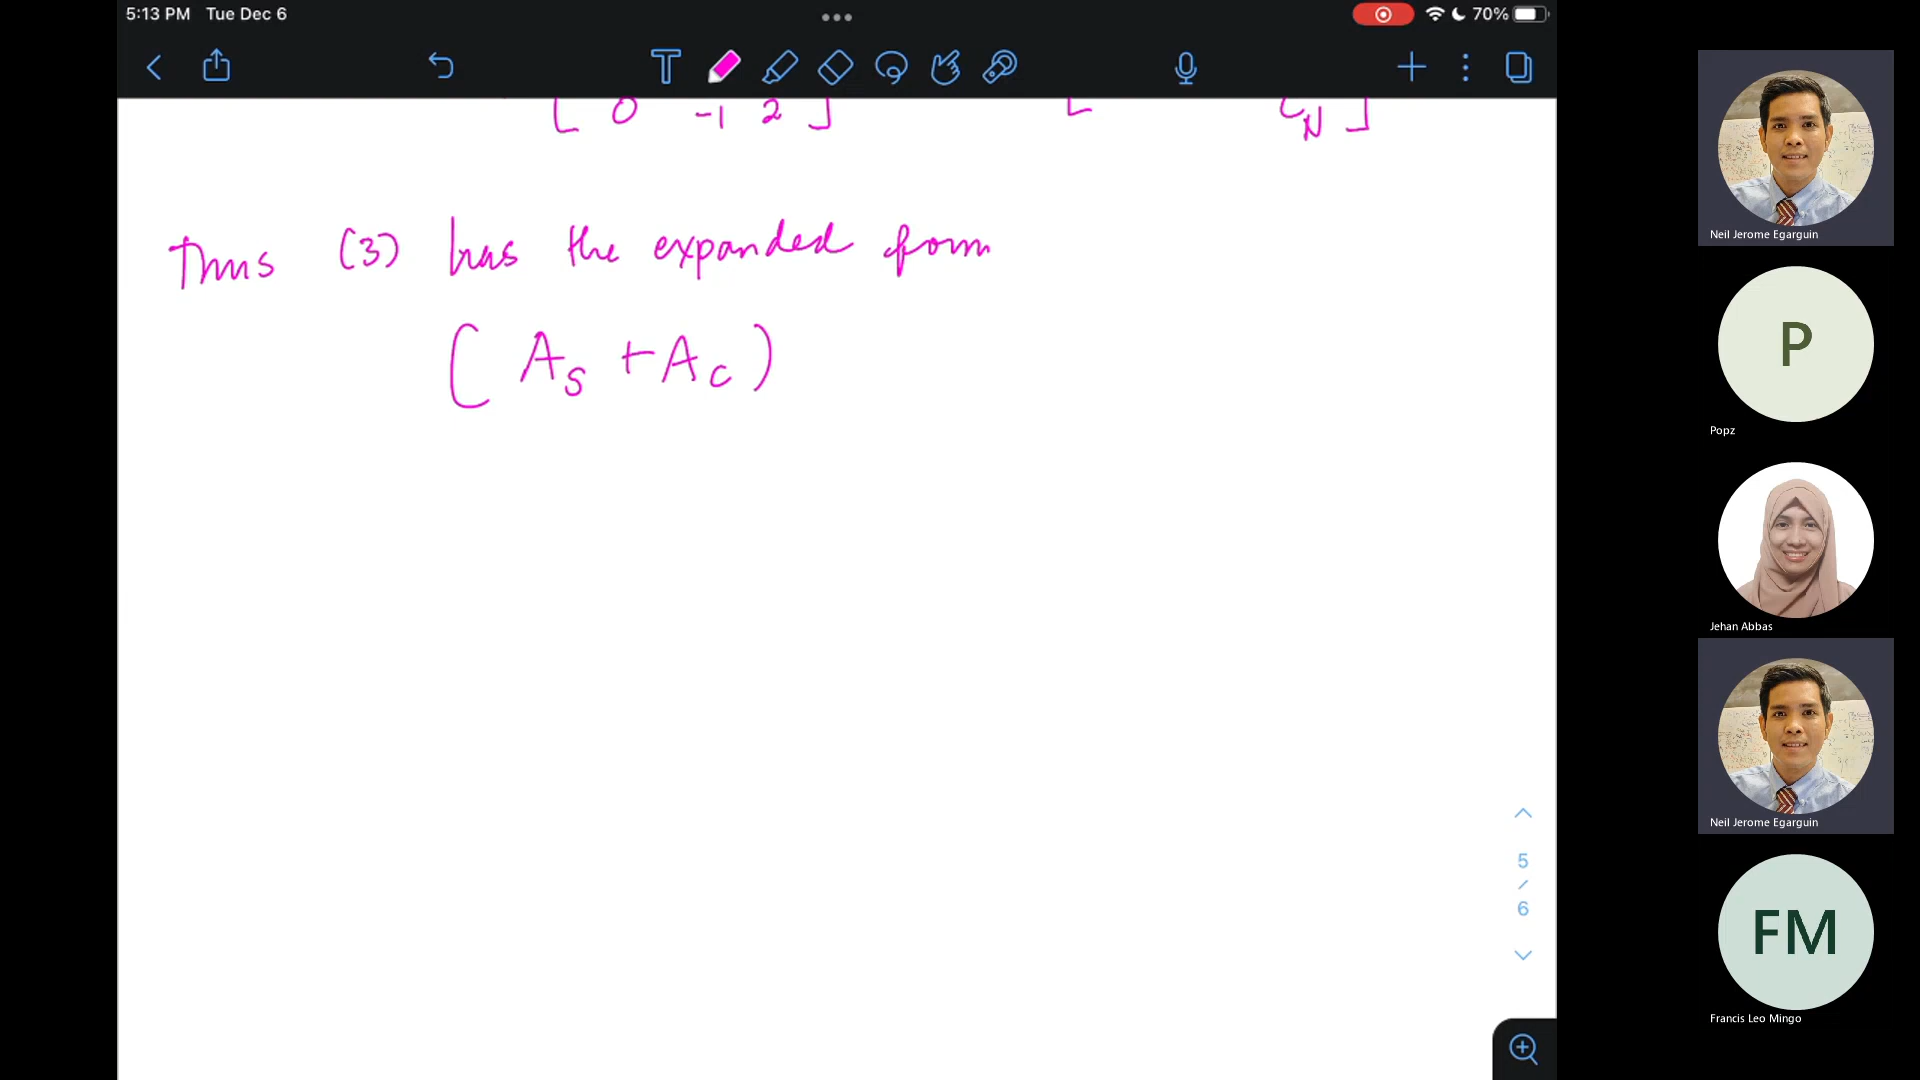 5:13 PM Tue Dec 6
70%
[ 0 -1 2 ] [ C_N ]
Thus (3) has the expanded form
( A_S + A_C )
5
/
6
Neil Jerome Egarguin
P
Popz
Jehan Abbas
Neil Jerome Egarguin
FM
Francis Leo Mingo